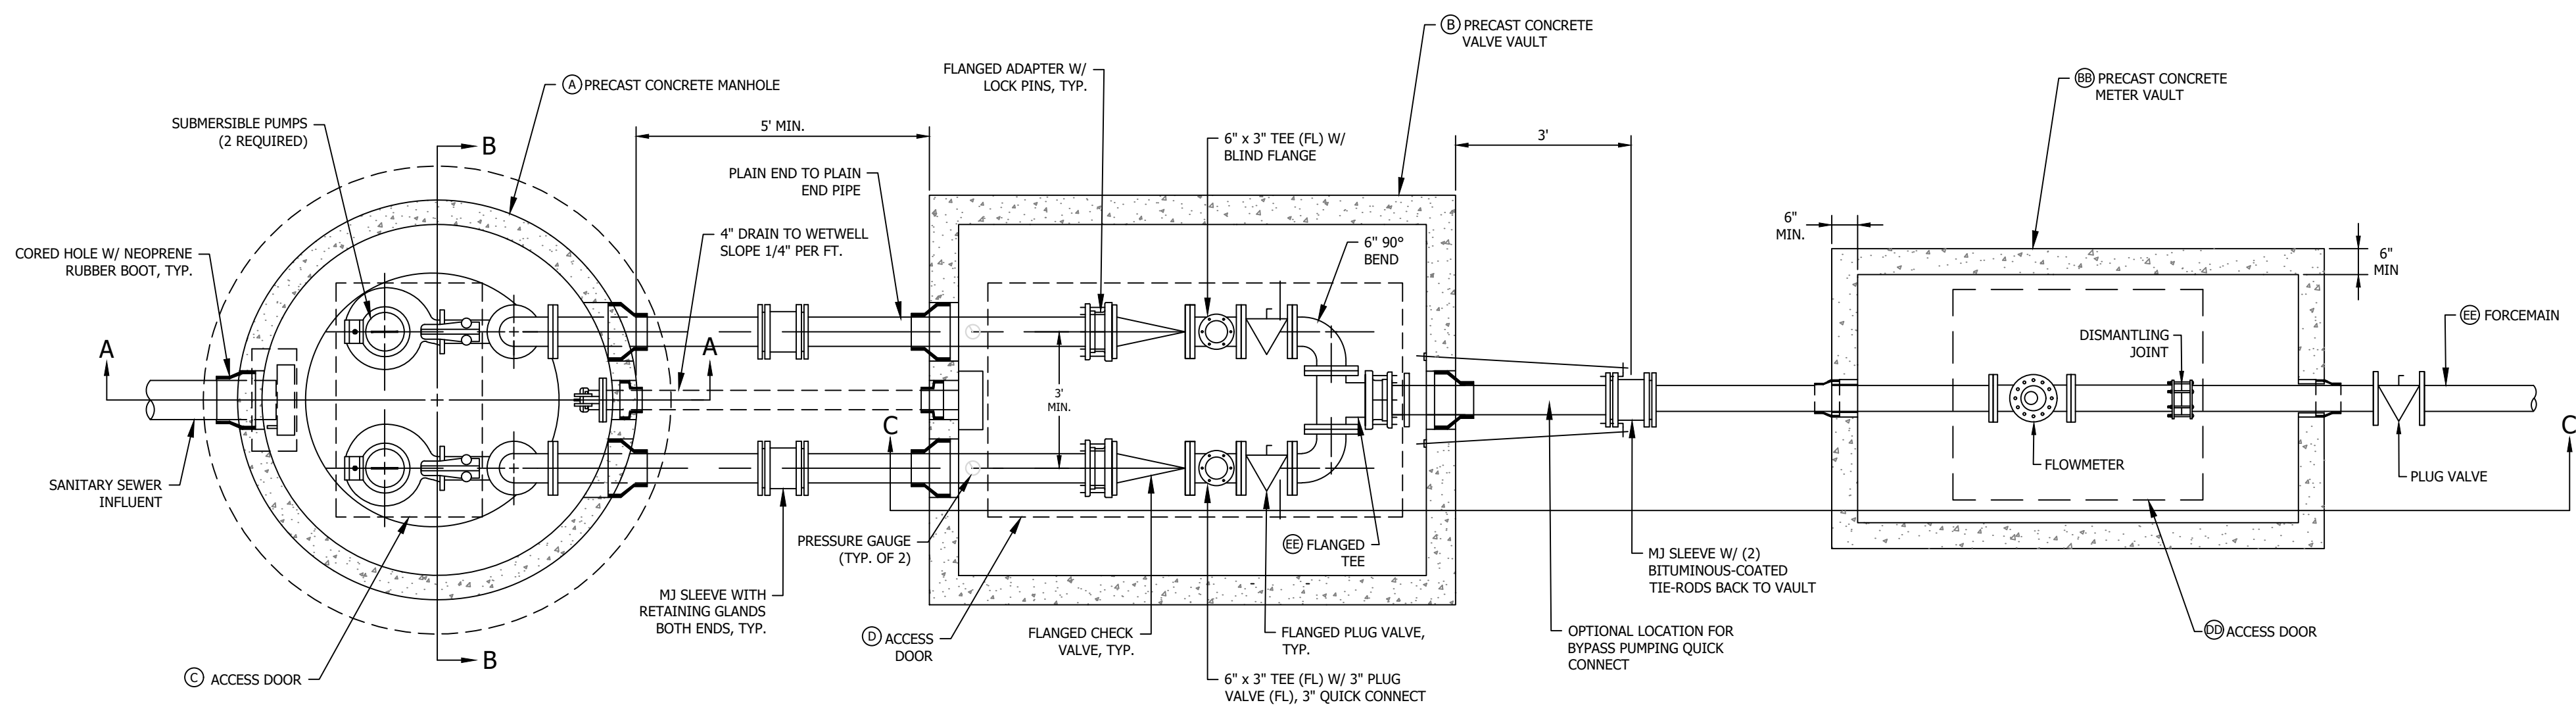 Ⓑ PRECAST CONCRETE
VALVE VAULT
FLANGED ADAPTER W/
LOCK PINS, TYP.
Ⓐ PRECAST CONCRETE MANHOLE
BB PRECAST CONCRETE
METER VAULT
SUBMERSIBLE PUMPS
(2 REQUIRED)
B
5' MIN.
6" x 3" TEE (FL) W/
BLIND FLANGE
3'
PLAIN END TO PLAIN
END PIPE
4" DRAIN TO WETWELL
SLOPE 1/4" PER FT.
6" 90°
BEND
6"
MIN.
6"
MIN
CORED HOLE W/ NEOPRENE
RUBBER BOOT, TYP.
EE FORCEMAIN
DISMANTLING
JOINT
A
A
3'
MIN.
C
C
FLOWMETER
PLUG VALVE
SANITARY SEWER
INFLUENT
PRESSURE GAUGE
(TYP. OF 2)
EE FLANGED
TEE
MJ SLEEVE W/ (2)
BITUMINOUS-COATED
TIE-RODS BACK TO VAULT
MJ SLEEVE WITH
RETAINING GLANDS
BOTH ENDS, TYP.
Ⓓ ACCESS
DOOR
FLANGED CHECK
VALVE, TYP.
FLANGED PLUG VALVE,
TYP.
OPTIONAL LOCATION FOR
BYPASS PUMPING QUICK
CONNECT
DD ACCESS DOOR
B
Ⓒ ACCESS DOOR
6" x 3" TEE (FL) W/ 3" PLUG
VALVE (FL), 3" QUICK CONNECT